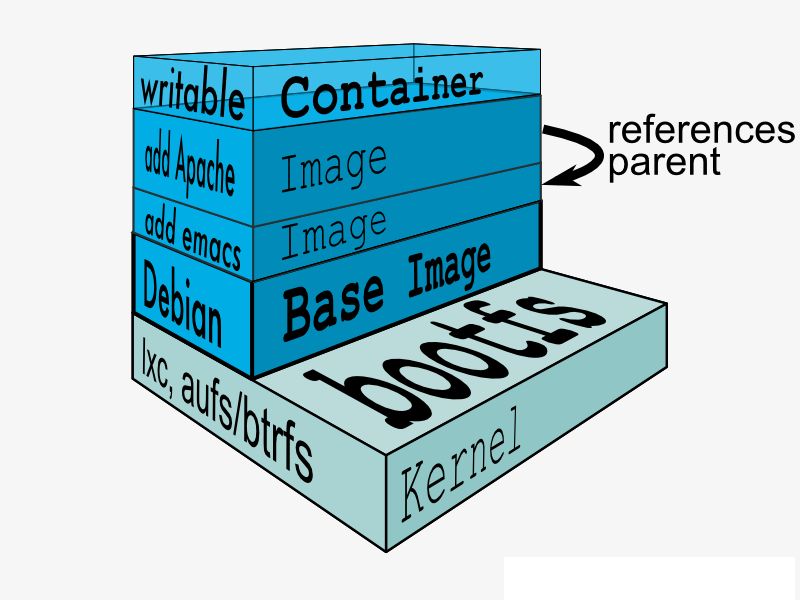 writable
Container
add Apache
Image
references
parent
add emacs
Image
Debian
Base Image
bootfs
lxc, aufs/btrfs
Kernel